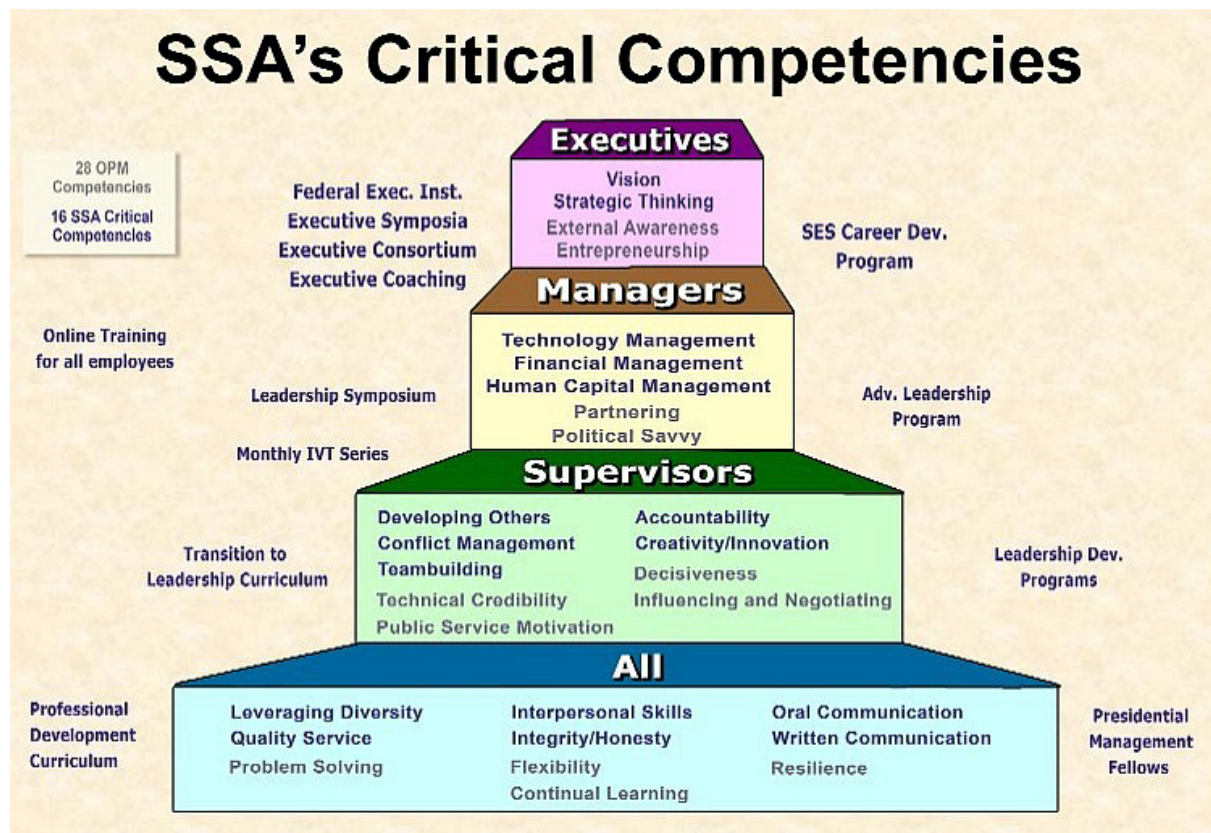 SSA's Critical Competencies
28 OPM
Competencies
16 SSA Critical
Competencies
Federal Exec. Inst.
Executive Symposia
Executive Consortium
Executive Coaching
Executives
Vision
Strategic Thinking
External Awareness
Entrepreneurship
SES Career Dev.
Program
Online Training
for all employees
Leadership Symposium
Monthly IVT Series
Managers
Technology Management
Financial Management
Human Capital Management
Partnering
Political Savvy
Adv. Leadership
Program
Transition to
Leadership Curriculum
Supervisors
Developing Others
Conflict Management
Teambuilding
Technical Credibility
Public Service Motivation
Accountability
Creativity/Innovation
Decisiveness
Influencing and Negotiating
Leadership Dev.
Programs
Professional
Development
Curriculum
All
Leveraging Diversity
Quality Service
Problem Solving
Interpersonal Skills
Integrity/Honesty
Flexibility
Continual Learning
Oral Communication
Written Communication
Resilience
Presidential
Management
Fellows